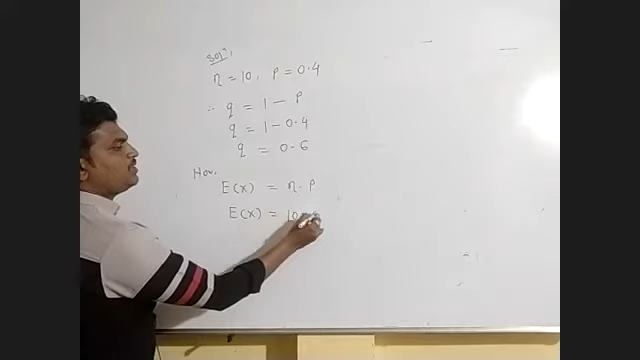 Solⁿ.
n = 10, P = 0.4
∴ q = 1 - P
q = 1 - 0.4
q = 0.6
Now.
E(x) = n. P
E(x) = 10